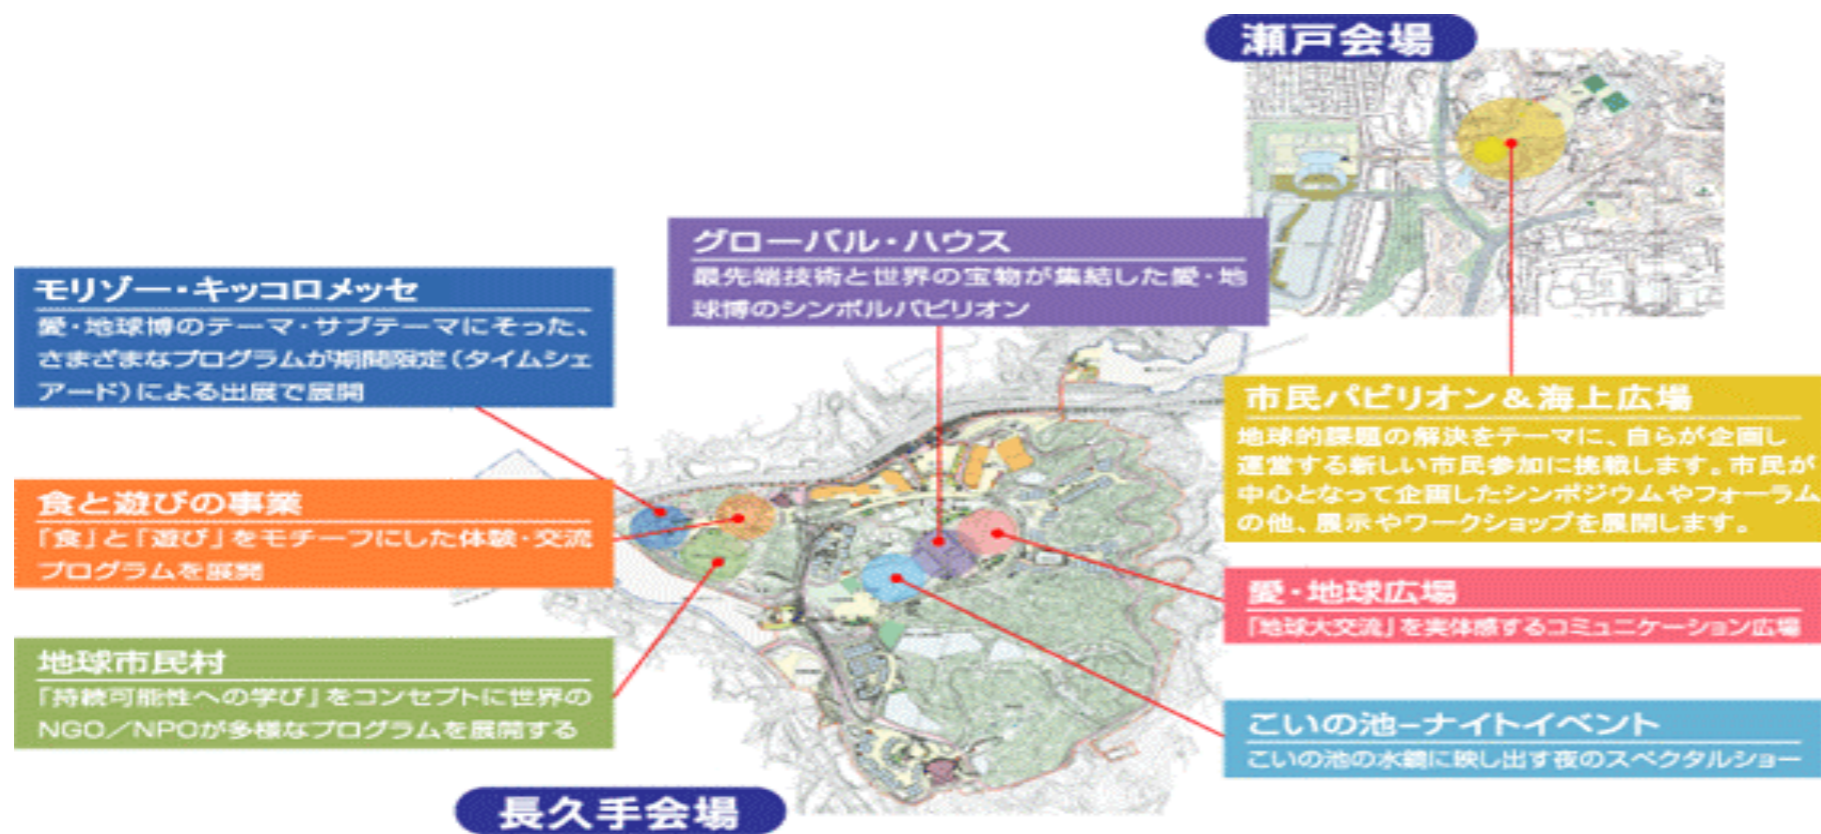 瀬戸会場
グローバル・ハウス
最先端技術と世界の宝物が集結した愛・地
球博のシンボルパビリオン
モリゾー・キッコロメッセ
愛・地球博のテーマ・サブテーマにそった、
さまざまなプログラムが期間限定(タイムシェ
アード)による出展で展開
市民パビリオン&海上広場
地球的課題の解決をテーマに、自らが企画し
運営する新しい市民参加に挑戦します。市民が
中心となって企画したシンポジウムやフォーラム
の他、展示やワークショップを展開します。
食と遊びの事業
「食」と「遊び」をモチーフにした体験・交流
プログラムを展開
愛・地球広場
「地球大交流」を実体感するコミュニケーション広場
地球市民村
「持続可能性への学び」をコンセプトに世界の
NGO/NPOが多様なプログラムを展開する
こいの池-ナイトイベント
こいの池の水鏡に映し出す夜のスペクタルショー
長久手会場